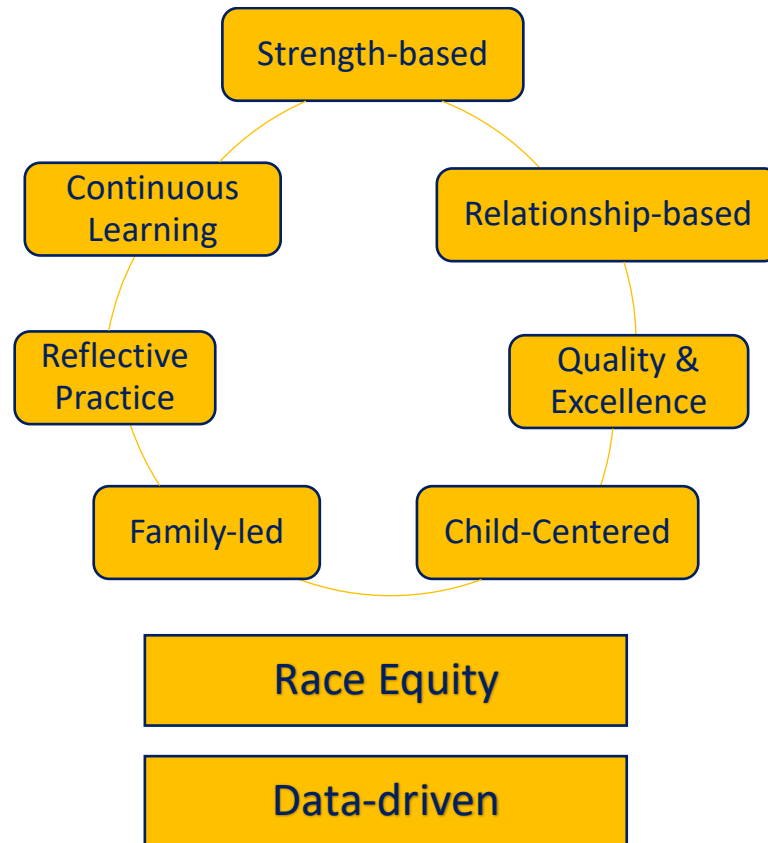 Strength-based
Continuous
Learning
Relationship-based
Reflective
Practice
Quality &
Excellence
Family-led
Child-Centered
Race Equity
Data-driven